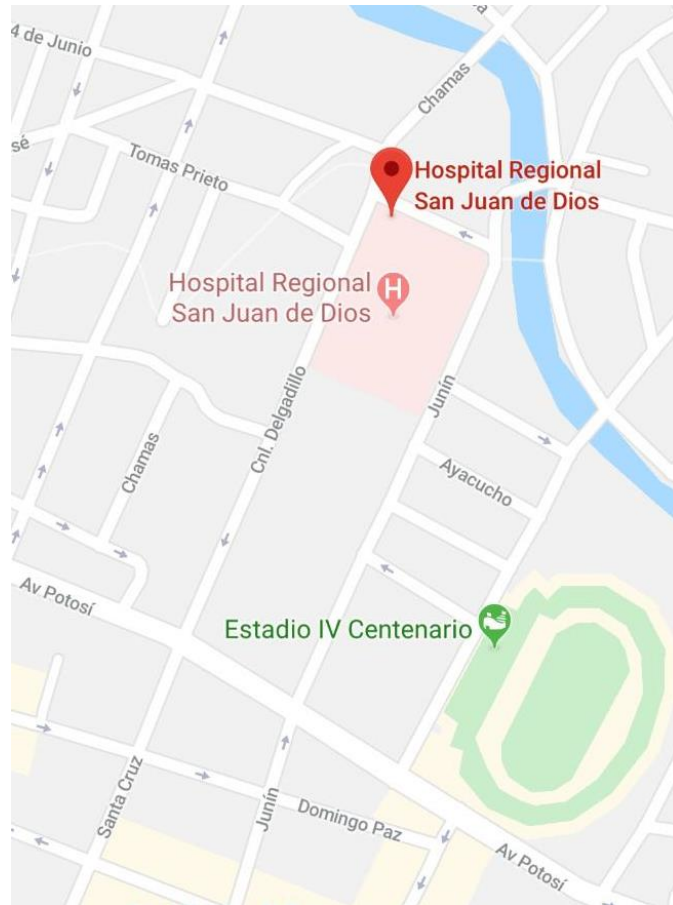 4 de Junio
Chamas
sé
Tomas Prieto
Hospital Regional
San Juan de Dios
Hospital Regional
San Juan de Dios
H
Cnl. Delgadillo
Junín
Chamas
Ayacucho
Av Potosí
Estadio IV Centenario
Santa Cruz
Junín
Domingo Paz
Av Potosí